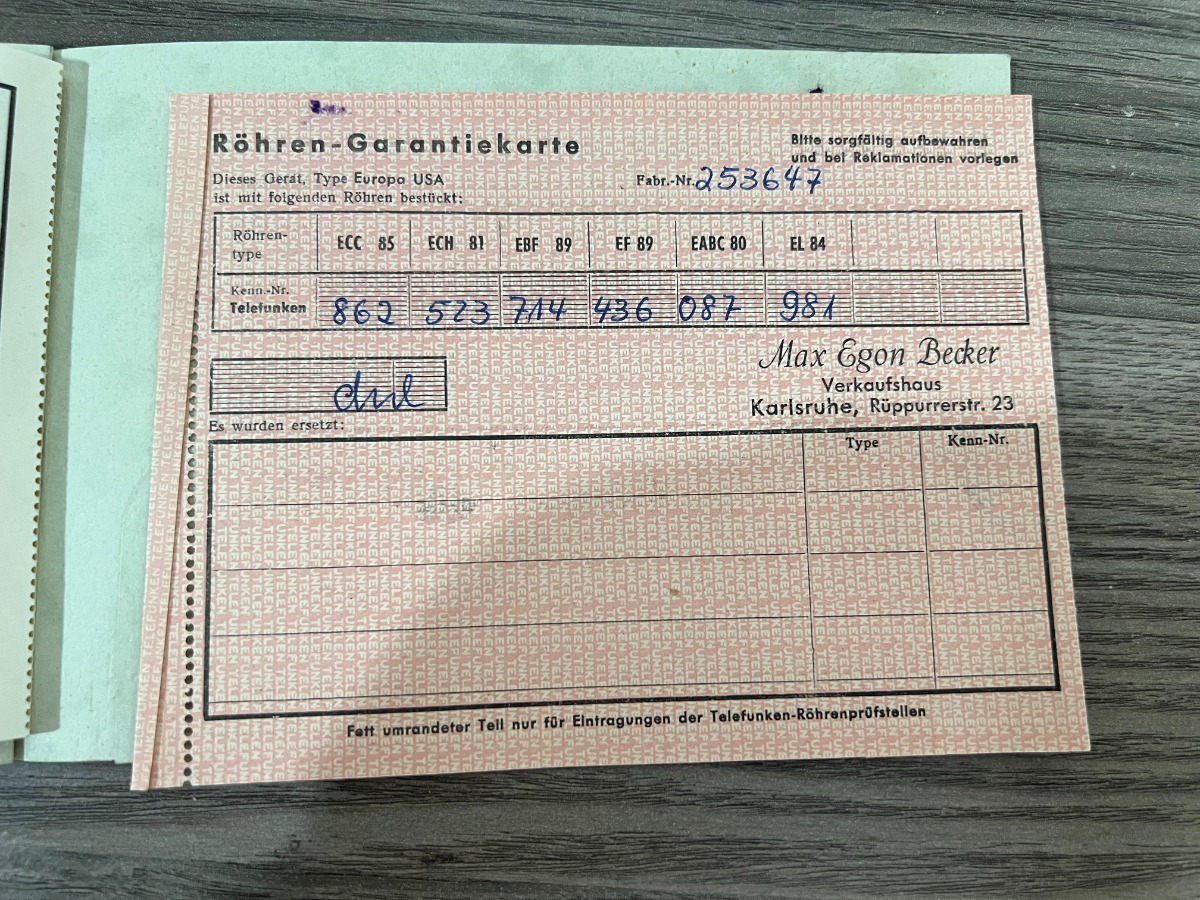 Röhren-Garantiekarte
Bitte sorgfältig aufbewahren
und bei Reklamationen vorlegen
Dieses Gerät, Type Europa USA
Fabr.-Nr. 253647
ist mit folgenden Röhren bestückt:
Röhren-type ECC 85 ECH 81 EBF 89 EF 89 EABC 80 EL 84
Kenn.-Nr. Telefunken 862 523 714 436 087 981
Max Egon Becker
Verkaufshaus
Karlsruhe, Rüppurrerstr. 23
Es wurden ersetzt:
Type Kenn-Nr.
Fett umrandeter Teil nur für Eintragungen der Telefunken-Röhrenprüfstellen